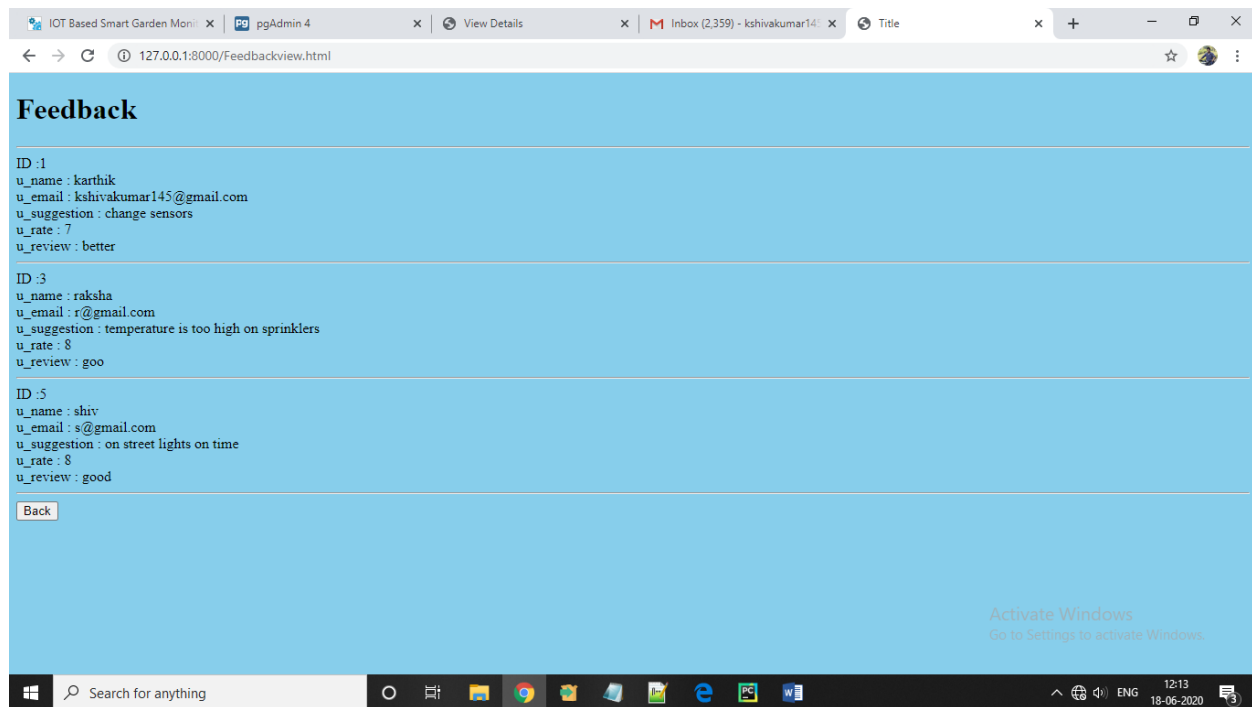 IOT Based Smart Garden Moni
pgAdmin 4
View Details
Inbox (2,359) - kshivakumar145
Title
127.0.0.1:8000/Feedbackview.html
Feedback
ID :1
u_name : karthik
u_email : kshivakumar145@gmail.com
u_suggestion : change sensors
u_rate : 7
u_review : better
ID :3
u_name : raksha
u_email : r@gmail.com
u_suggestion : temperature is too high on sprinklers
u_rate : 8
u_review : goo
ID :5
u_name : shiv
u_email : s@gmail.com
u_suggestion : on street lights on time
u_rate : 8
u_review : good
Back
Activate Windows
Go to Settings to activate Windows.
Search for anything
ENG
12:13
18-06-2020
3